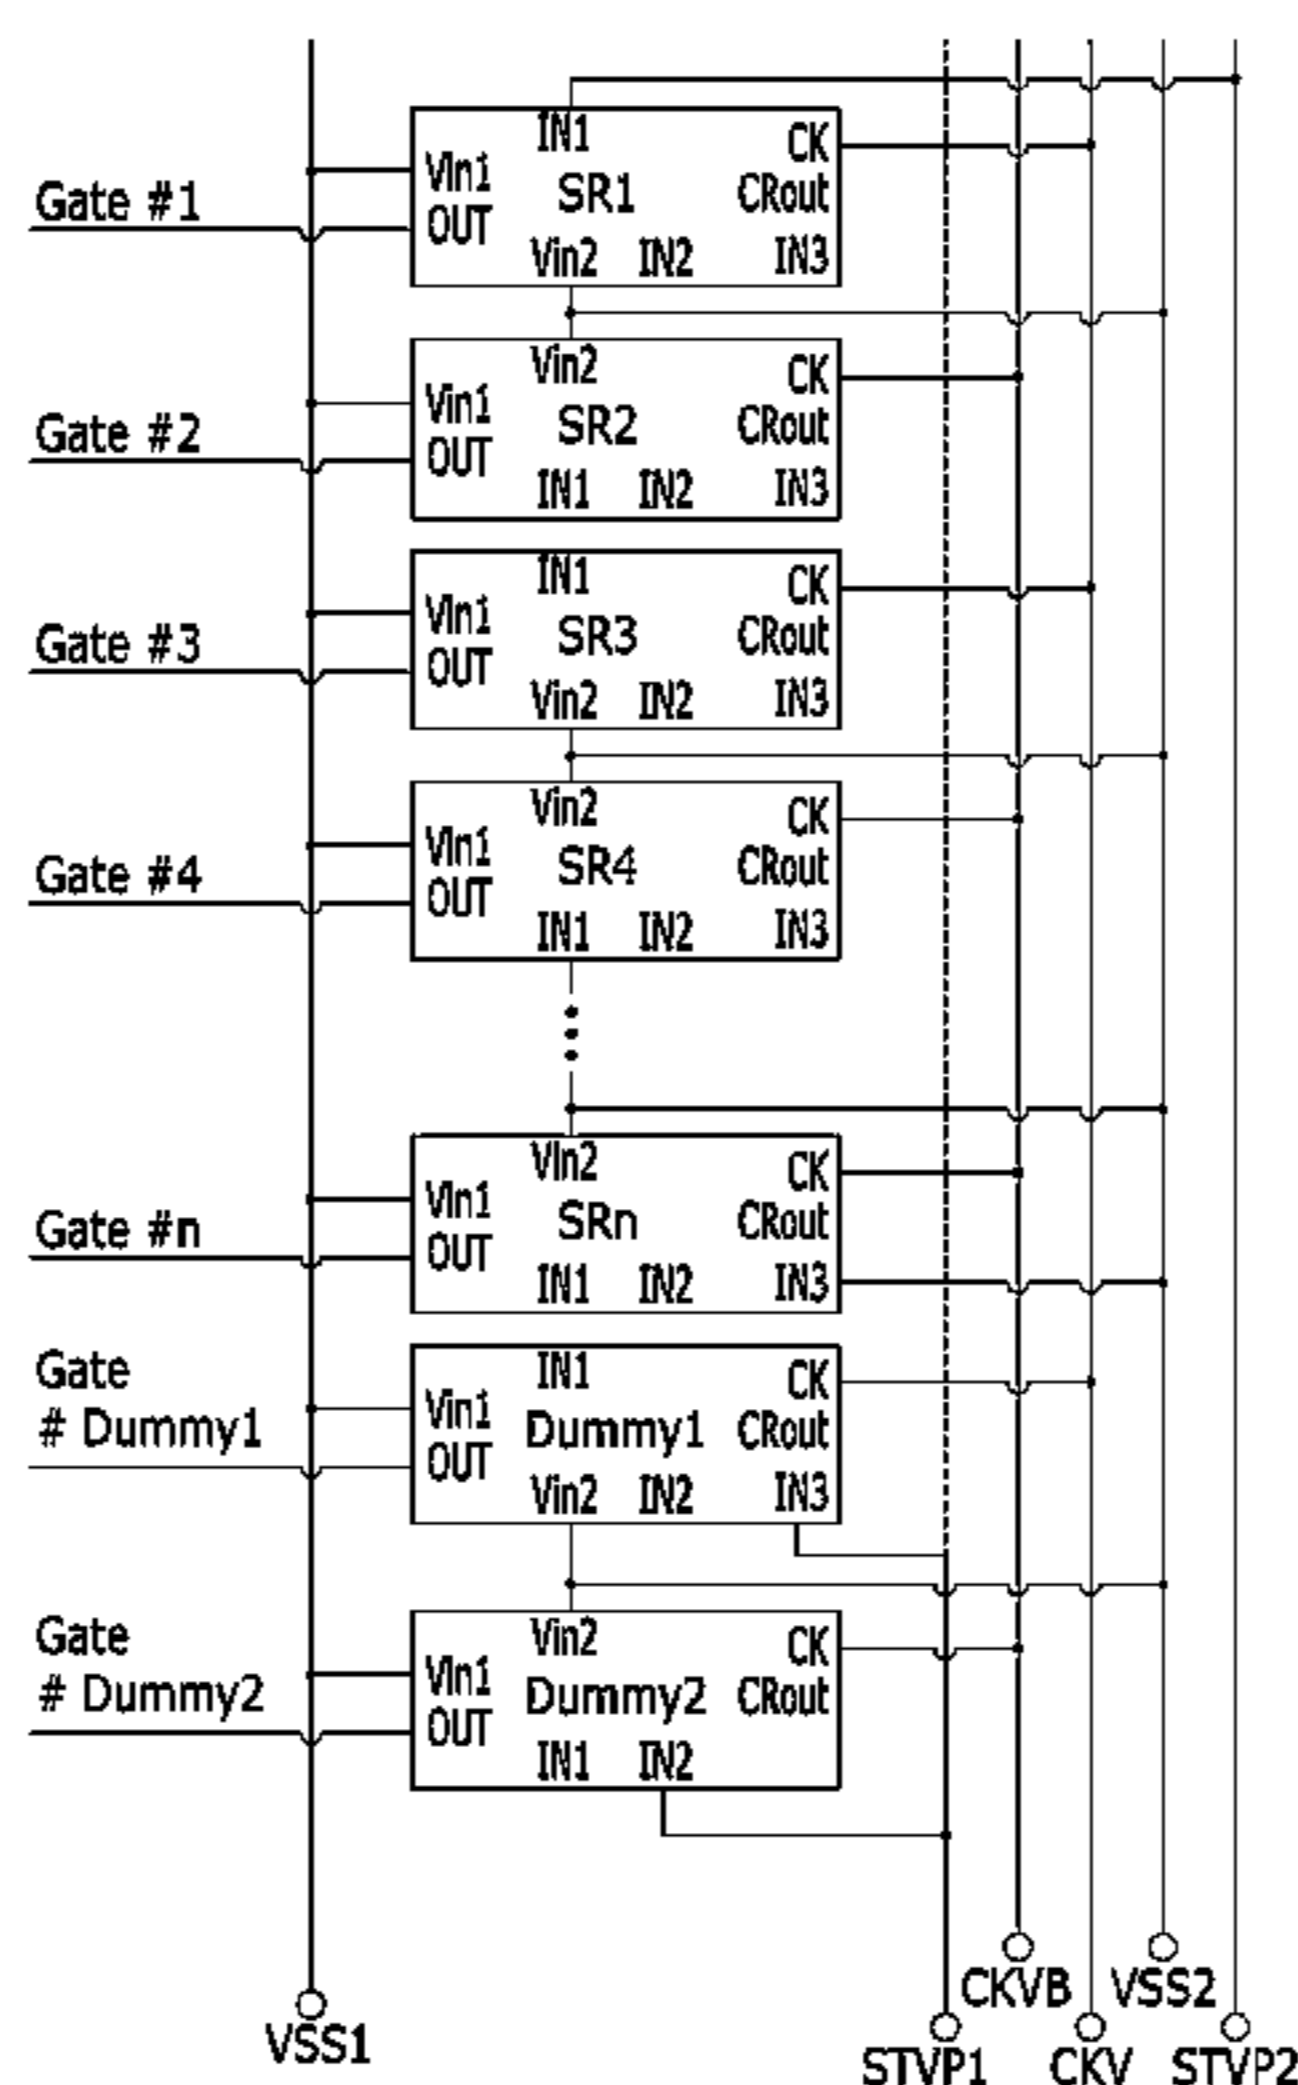 IN1 CK
Vin1 SR1 CRout
Gate #1 OUT
Vin2 IN2 IN3
Vin2 CK
Vin1 SR2 CRout
Gate #2 OUT
IN1 IN2 IN3
IN1 CK
Vin1 SR3 CRout
Gate #3 OUT
Vin2 IN2 IN3
Vin2 CK
Vin1 SR4 CRout
Gate #4 OUT
IN1 IN2 IN3
Vin2 CK
Vin1 SRn CRout
Gate #n OUT
IN1 IN2 IN3
Gate IN1 CK
# Dummy1 Vin1 Dummy1 CRout
OUT
Vin2 IN2 IN3
Gate Vin2 CK
# Dummy2 Vin1 Dummy2 CRout
OUT
IN1 IN2
CKVB VSS2
VSS1
STVP1 CKV STVP2